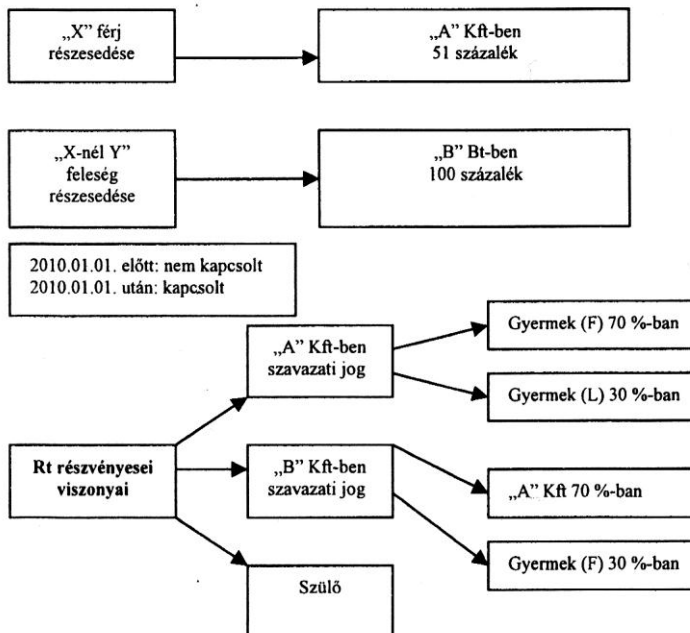 „X” férj
részesedése
„A” Kft-ben
51 százalék
„X-nél Y”
feleség
részesedése
„B” Bt-ben
100 százalék
2010.01.01. előtt: nem kapcsolt
2010.01.01. után: kapcsolt
Rt részvényesei
viszonyai
„A” Kft-ben
szavazati jog
Gyermek (F) 70 %-ban
Gyermek (L) 30 %-ban
„B” Kft-ben
szavazati jog
„A” Kft 70 %-ban
Gyermek (F) 30 %-ban
Szülő